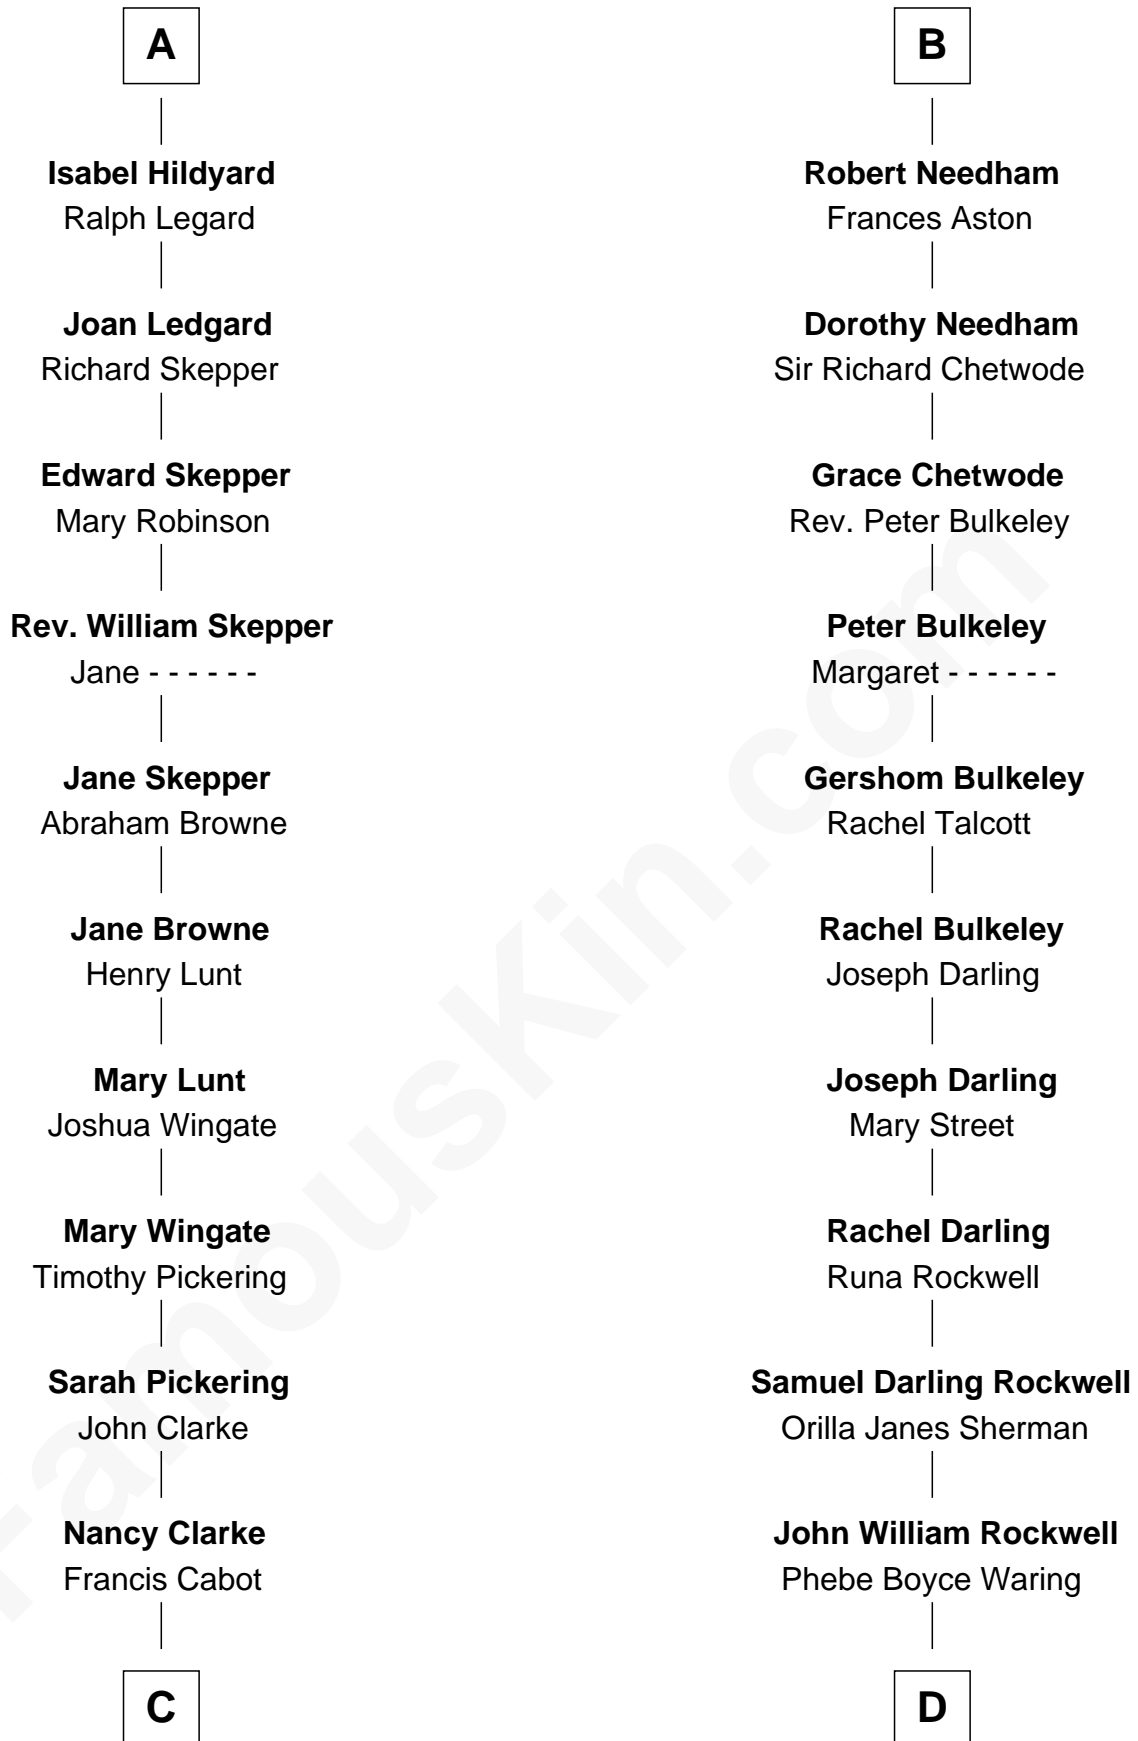 A
Isabel Hildyard
Ralph Legard
Joan Ledgard
Richard Skepper
Edward Skepper
Mary Robinson
Rev. William Skepper
Jane - - - - - -
Jane Skepper
Abraham Browne
Jane Browne
Henry Lunt
Mary Lunt
Joshua Wingate
Mary Wingate
Timothy Pickering
Sarah Pickering
John Clarke
Nancy Clarke
Francis Cabot
C
B
Robert Needham
Frances Aston
Dorothy Needham
Sir Richard Chetwode
Grace Chetwode
Rev. Peter Bulkeley
Peter Bulkeley
Margaret - - - - - -
Gershom Bulkeley
Rachel Talcott
Rachel Bulkeley
Joseph Darling
Joseph Darling
Mary Street
Rachel Darling
Runa Rockwell
Samuel Darling Rockwell
Orilla Janes Sherman
John William Rockwell
Phebe Boyce Waring
D
FamousKin.com